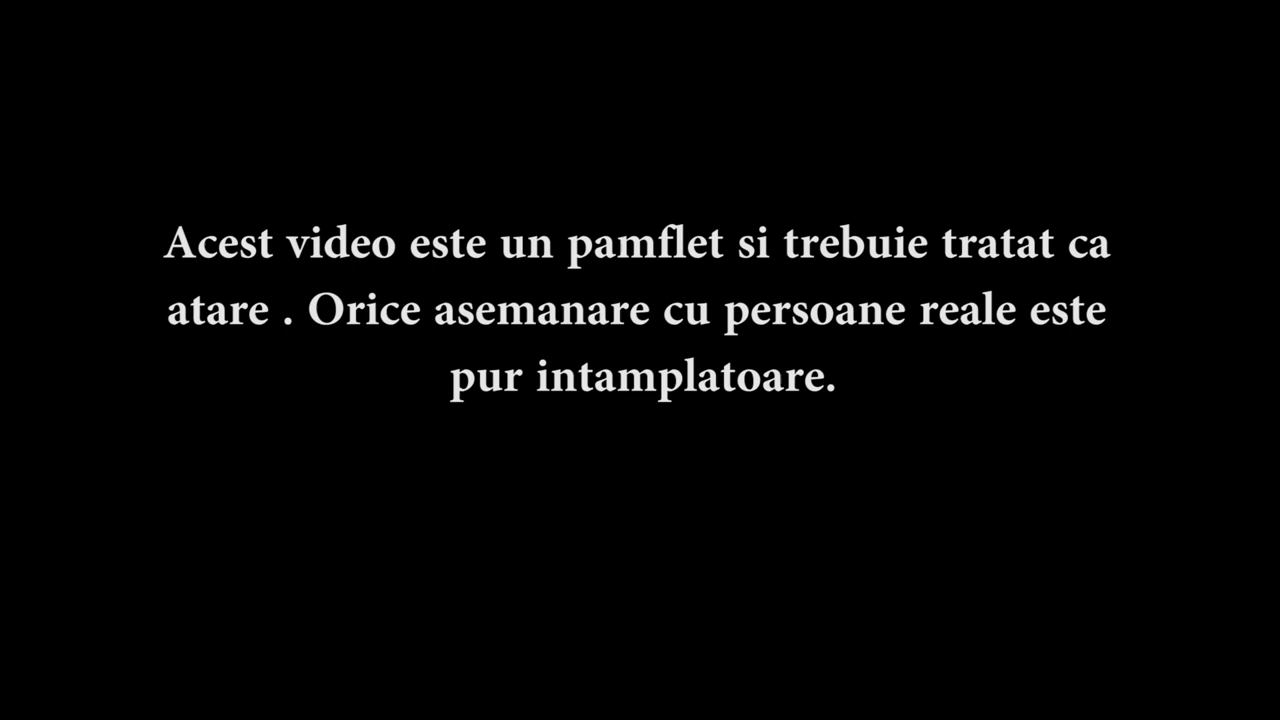 Acest video este un pamflet si trebuie tratat ca
atare . Orice asemanare cu persoane reale este
pur intamplatoare.